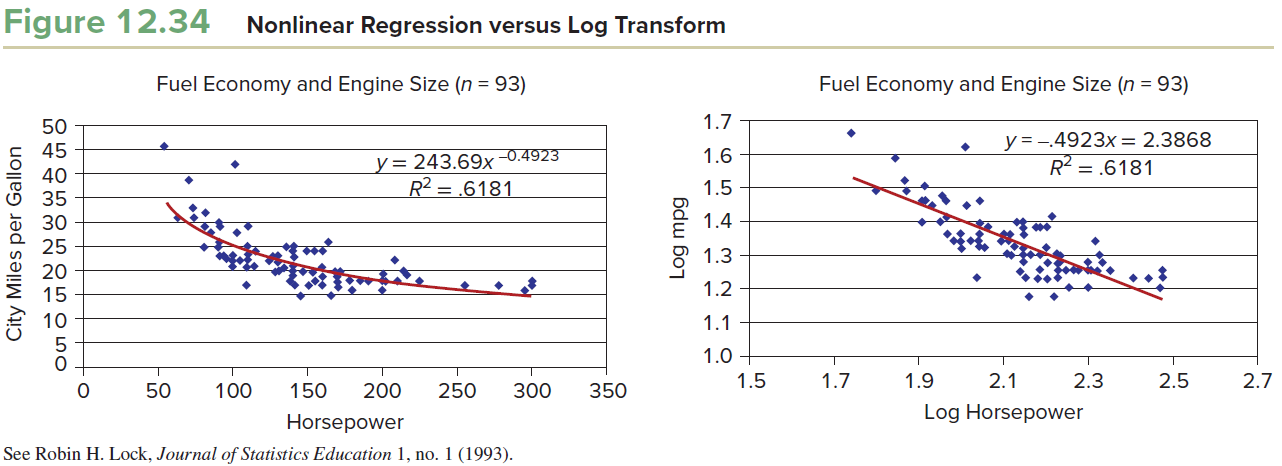 Figure 12.34 Nonlinear Regression versus Log Transform
Fuel Economy and Engine Size (n = 93)
City Miles per Gallon
50
45
40
35
30
25
20
15
10
5
0
y = 243.69x −0.4923
R2 = .6181
0 50 100 150 200 250 300 350
Horsepower
Fuel Economy and Engine Size (n = 93)
Log mpg
1.7
1.6
1.5
1.4
1.3
1.2
1.1
1.0
y = −.4923x = 2.3868
R2 = .6181
1.5 1.7 1.9 2.1 2.3 2.5 2.7
Log Horsepower
See Robin H. Lock, Journal of Statistics Education 1, no. 1 (1993).